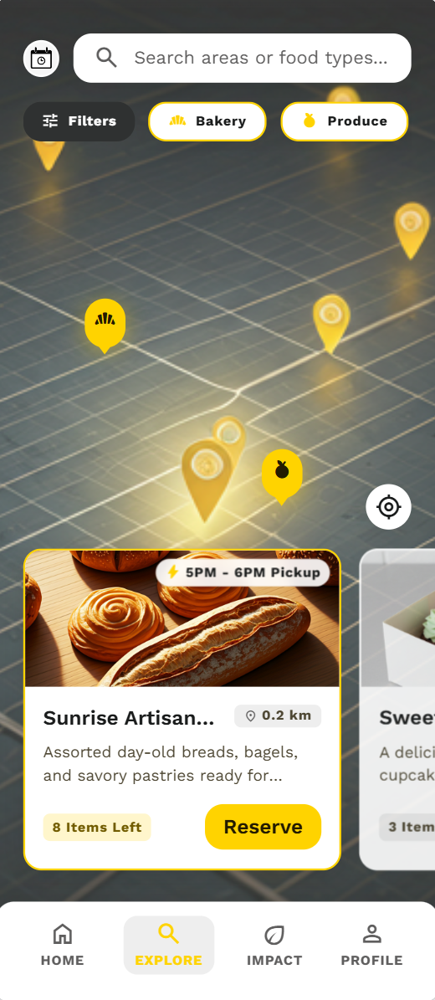 Search areas or food types...
Filters
Bakery
Produce
5PM - 6PM Pickup
Sunrise Artisan...
0.2 km
Assorted day-old breads, bagels,
and savory pastries ready for...
8 Items Left
Reserve
Sweet
A delici
cupcak
3 Item
HOME
EXPLORE
IMPACT
PROFILE